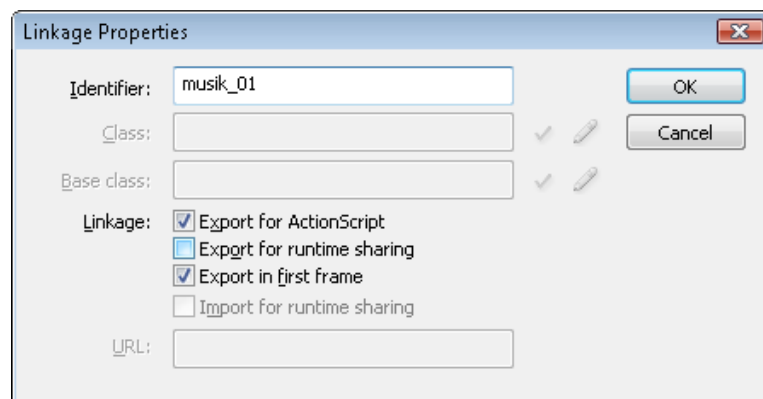 Linkage Properties
Identifier: musik_01 OK
Class: Cancel
Base class:
Linkage: Export for ActionScript
Export for runtime sharing
Export in first frame
Import for runtime sharing
URL: